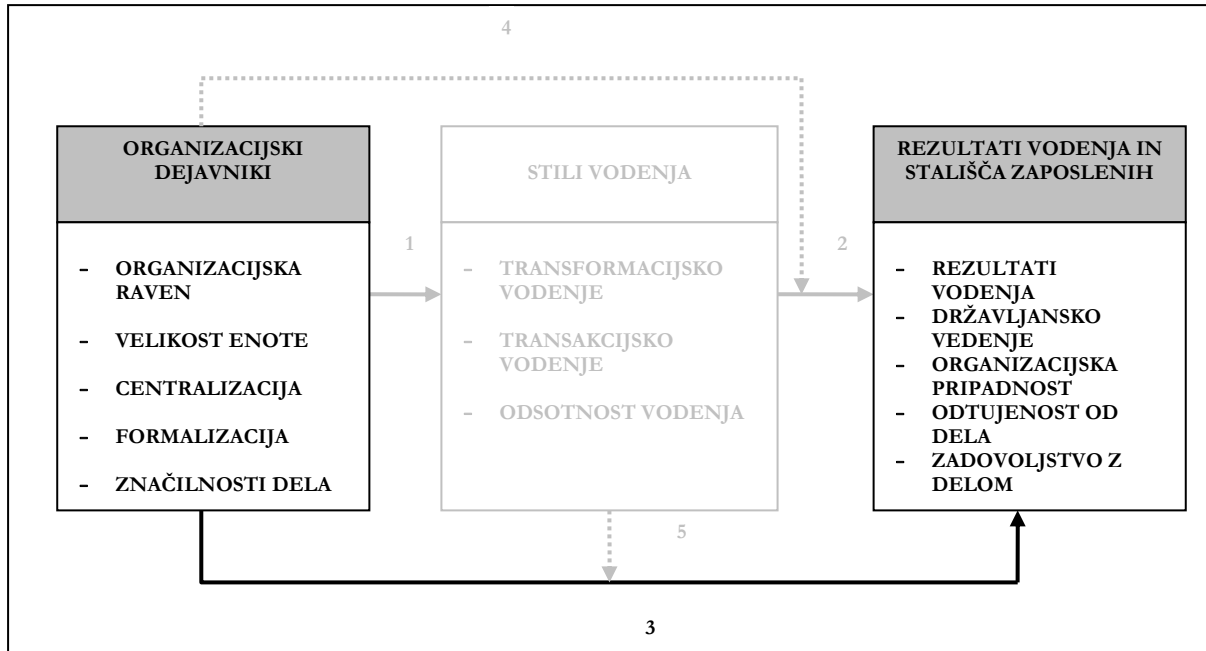 4
ORGANIZACIJSKI
DEJAVNIKI
- ORGANIZACIJSKA
RAVEN
- VELIKOST ENOTE
- CENTRALIZACIJA
- FORMALIZACIJA
- ZNAČILNOSTI DELA
1
STILI VODENJA
- TRANSFORMACIJSKO
VODENJE
- TRANSAKCIJSKO
VODENJE
- ODSOTNOST VODENJA
2
REZULTATI VODENJA IN
STALIŠČA ZAPOSLENIH
- REZULTATI
VODENJA
- DRŽAVLJANSKO
VEDENJE
- ORGANIZACIJSKA
PRIPADNOST
- ODTUJENOST OD
DELA
- ZADOVOLJSTVO Z
DELOM
5
3